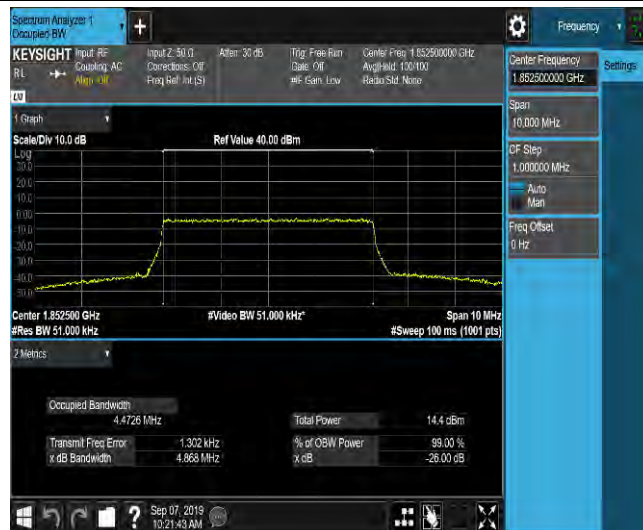 Spectrum Analyzer 1
Occupied BW
Frequency
KEYSIGHT Input: RF
RL
Coupling: AC
Align: Off
Input Z: 50 Ω
Corrections: Off
Freq Ref: Int (S)
Atten: 30 dB
Trig: Free Run
Gate: Off
#IF Gain: Low
Center Freq: 1.852500000 GHz
Avg|Hold: 100/100
Radio Std: None
Center Frequency
1.852500000 GHz
Settings
Span
10.000 MHz
CF Step
1.000000 MHz
Auto
Man
Freq Offset
0 Hz
1 Graph
Scale/Div 10.0 dB
Ref Value 40.00 dBm
Log
30.0
20.0
10.0
0.00
-10.0
-20.0
-30.0
-40.0
-50.0
Center 1.852500 GHz
#Video BW 51.000 kHz*
Span 10 MHz
#Res BW 51.000 kHz
#Sweep 100 ms (1001 pts)
2 Metrics
Occupied Bandwidth
4.4726 MHz
Total Power 14.4 dBm
Transmit Freq Error 1.302 kHz
% of OBW Power 99.00 %
x dB Bandwidth 4.868 MHz
x dB -26.00 dB
Sep 07, 2019
10:21:43 AM